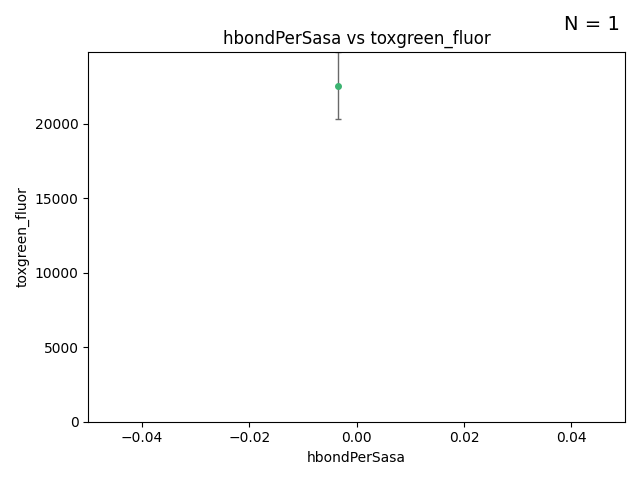 N = 1
hbondPerSasa vs toxgreen_fluor
toxgreen_fluor
20000
15000
10000
5000
0
−0.04 −0.02 0.00 0.02 0.04
hbondPerSasa